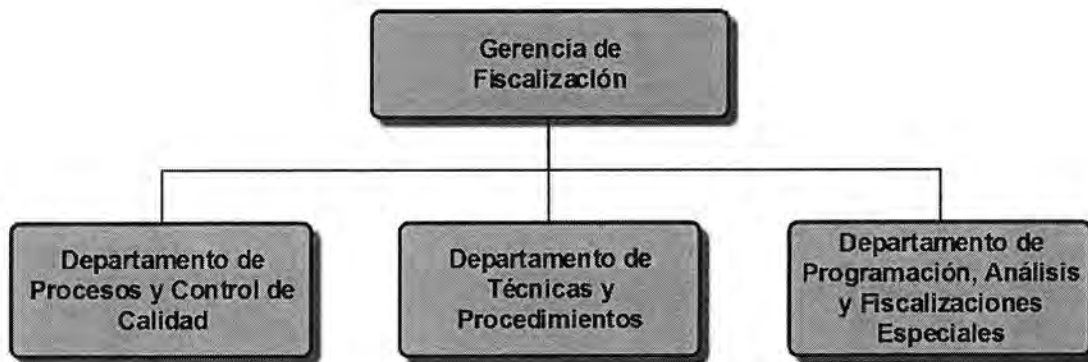 Gerencia de
Fiscalización
Departamento de
Procesos y Control de
Calidad
Departamento de
Técnicas y
Procedimientos
Departamento de
Programación, Análisis
y Fiscalizaciones
Especiales